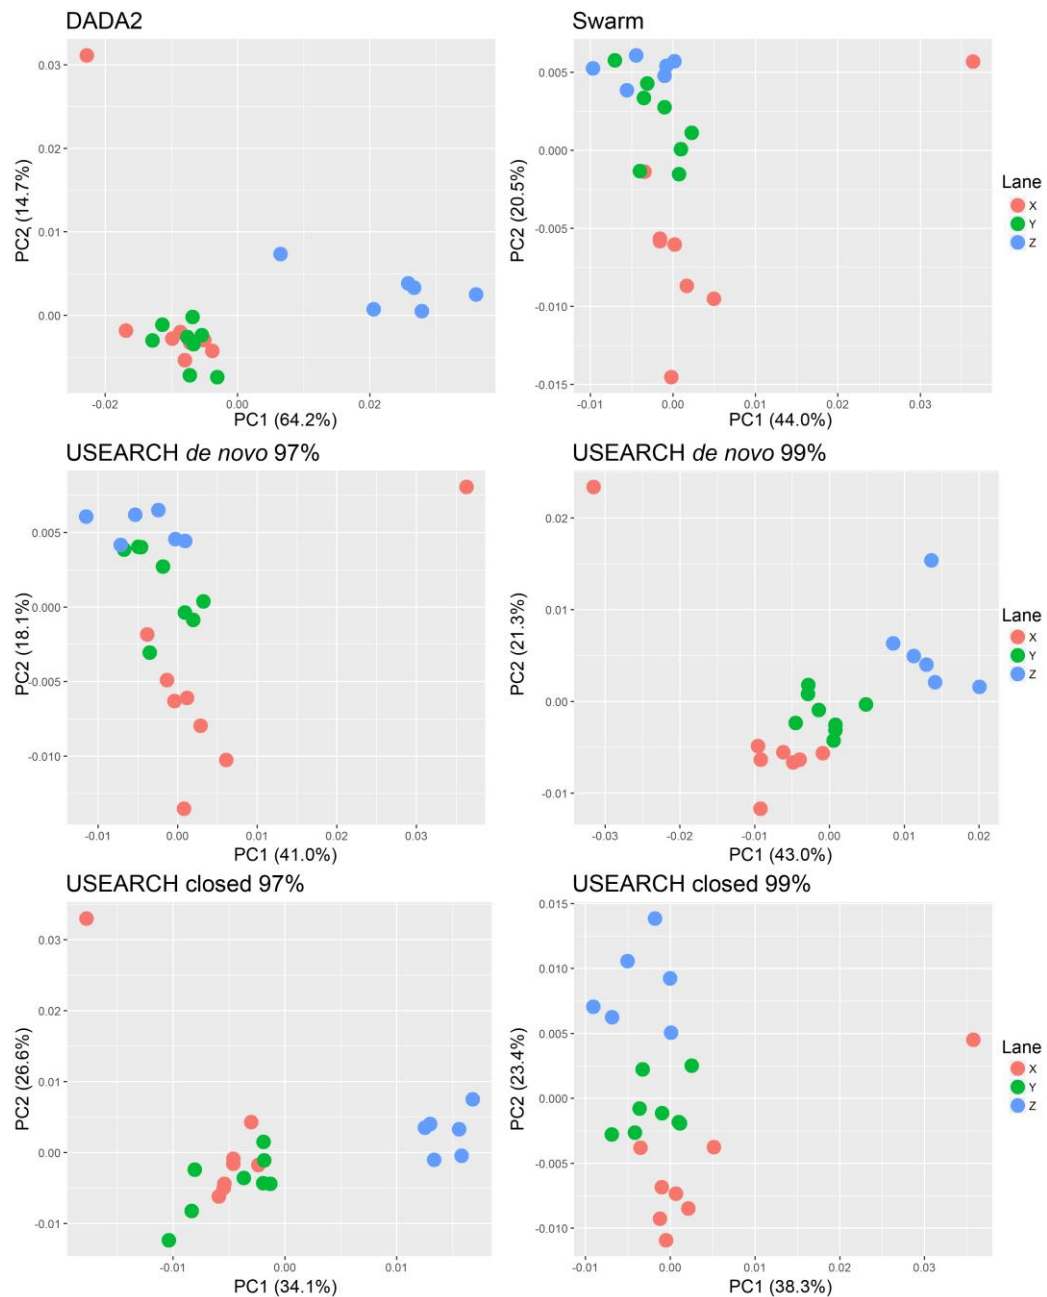 DADA2
0.03
0.02
0.01
0.00
PC2 (14.7%)
-0.02
0.00
0.02
PC1 (64.2%)
Swarm
0.005
0.000
-0.005
-0.010
-0.015
PC2 (20.5%)
-0.01
0.00
0.01
0.02
0.03
PC1 (44.0%)
Lane
X
Y
Z
USEARCH de novo 97%
0.005
0.000
-0.005
-0.010
PC2 (18.1%)
-0.01
0.00
0.01
0.02
0.03
PC1 (41.0%)
USEARCH de novo 99%
0.02
0.01
0.00
-0.01
PC2 (21.3%)
-0.03
-0.02
-0.01
0.00
0.01
0.02
PC1 (43.0%)
Lane
X
Y
Z
USEARCH closed 97%
0.03
0.02
0.01
0.00
-0.01
PC2 (26.6%)
-0.01
0.00
0.01
PC1 (34.1%)
USEARCH closed 99%
0.015
0.010
0.005
0.000
-0.005
-0.010
PC2 (23.4%)
-0.01
0.00
0.01
0.02
0.03
PC1 (38.3%)
Lane
X
Y
Z